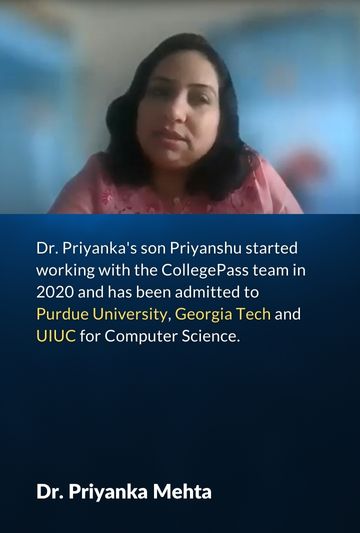 Dr. Priyanka's son Priyanshu started
working with the CollegePass team in
2020 and has been admitted to
Purdue University, Georgia Tech and
UIUC for Computer Science.
Dr. Priyanka Mehta